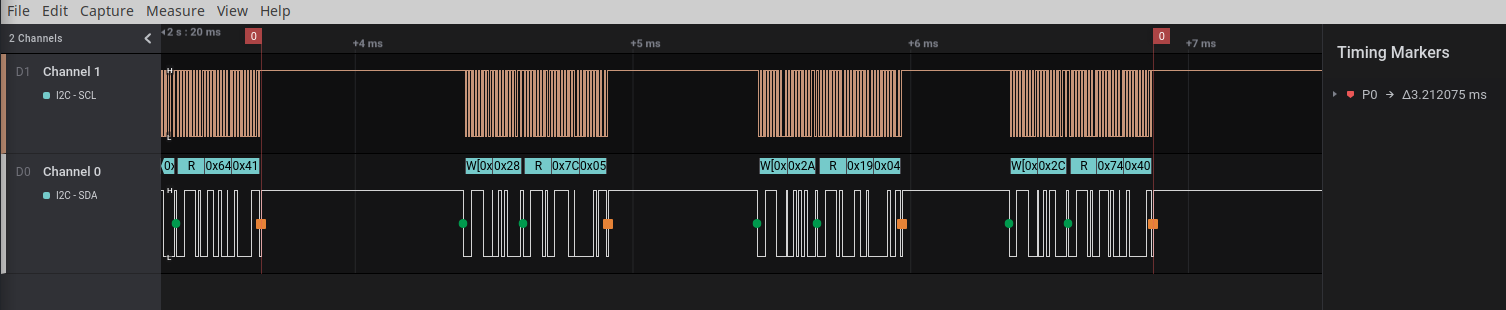 File Edit Capture Measure View Help
2 Channels
2 s : 20 ms
0
0
+4 ms
+5 ms
+6 ms
+7 ms
Timing Markers
P0 → Δ3.212075 ms
D1 Channel 1
I2C - SCL
H
L
D0 Channel 0
I2C - SDA
0x R 0x64 0x41 W[0x 0x28 R 0x7C 0x05 W[0x 0x2A R 0x19 0x04 W[0x 0x2C R 0x74 0x40
H
L